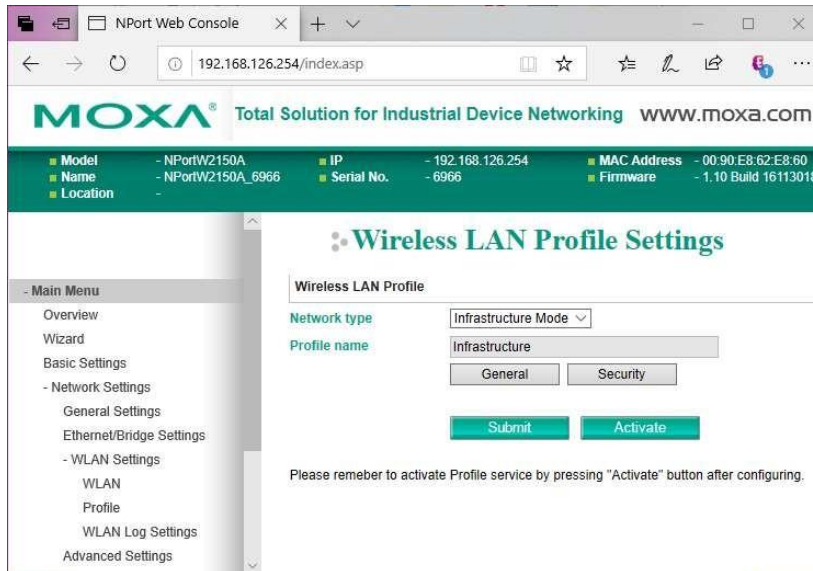 NPort Web Console
192.168.126.254/index.asp
MOXA® Total Solution for Industrial Device Networking www.moxa.com
Model - NPortW2150A IP - 192.168.126.254 MAC Address - 00:90:E8:62:E8:60
Name - NPortW2150A_6966 Serial No. - 6966 Firmware - 1.10 Build 16113018
Location -
Wireless LAN Profile Settings
- Main Menu
Overview
Wizard
Basic Settings
- Network Settings
General Settings
Ethernet/Bridge Settings
- WLAN Settings
WLAN
Profile
WLAN Log Settings
Advanced Settings
Wireless LAN Profile
Network type Infrastructure Mode
Profile name Infrastructure
General Security
Submit Activate
Please remeber to activate Profile service by pressing "Activate" button after configuring.